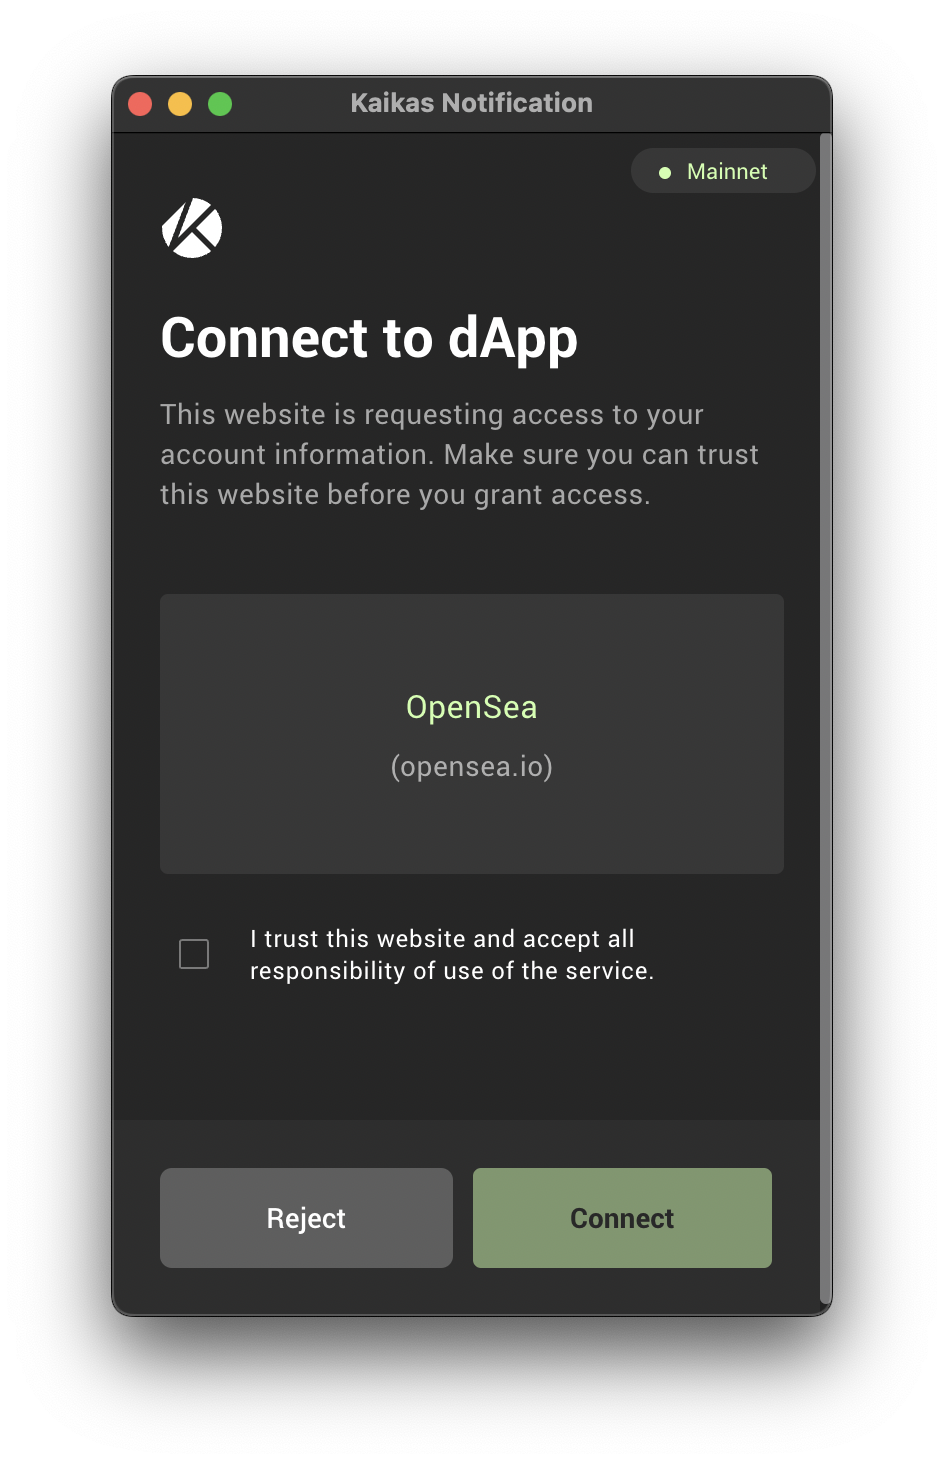 Kaikas Notification
Mainnet
Connect to dApp
This website is requesting access to your
account information. Make sure you can trust
this website before you grant access.
OpenSea
(opensea.io)
I trust this website and accept all
responsibility of use of the service.
Reject
Connect